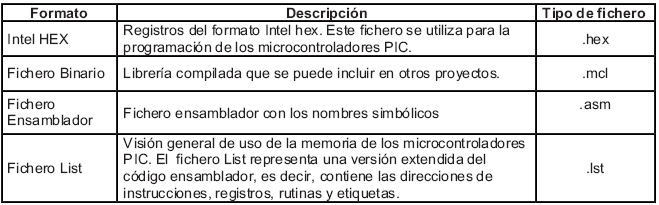 Formato Descripción Tipo de fichero
Intel HEX Registros del formato Intel hex. Este fichero se utiliza para la
programación de los microcontroladores PIC. .hex
Fichero Binario Librería compilada que se puede incluir en otros proyectos. .mcl
Fichero
Ensamblador Fichero ensamblador con los nombres simbólicos .asm
Fichero List Visión general de uso de la memoria de los microcontroladores
PIC. El fichero List representa una versión extendida del
código ensamblador, es decir, contiene las direcciones de
instrucciones, registros, rutinas y etiquetas. .lst